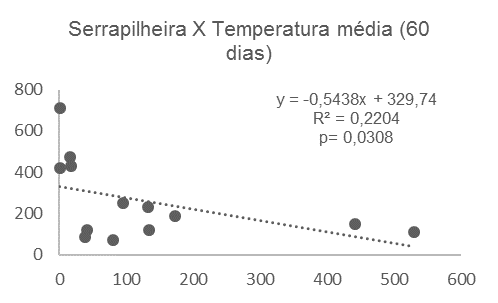 Serrapilheira X Temperatura média (60
dias)
800
600
400
200
0
y = -0,5438x + 329,74
R² = 0,2204
p= 0,0308
0 100 200 300 400 500 600